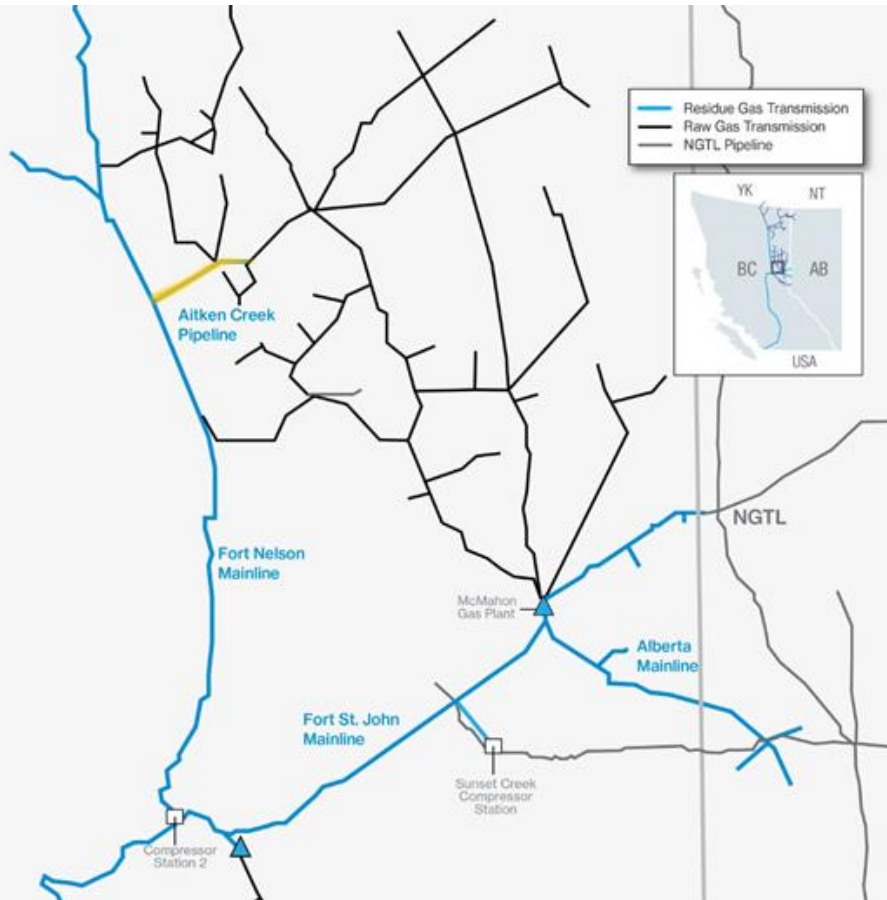 Residue Gas Transmission
Raw Gas Transmission
NGTL Pipeline
YK
NT
BC
AB
USA
Aitken Creek
Pipeline
NGTL
Fort Nelson
Mainline
McMahon
Gas Plant
Alberta
Mainline
Fort St. John
Mainline
Sunset Creek
Compressor
Station
Compressor
Station 2